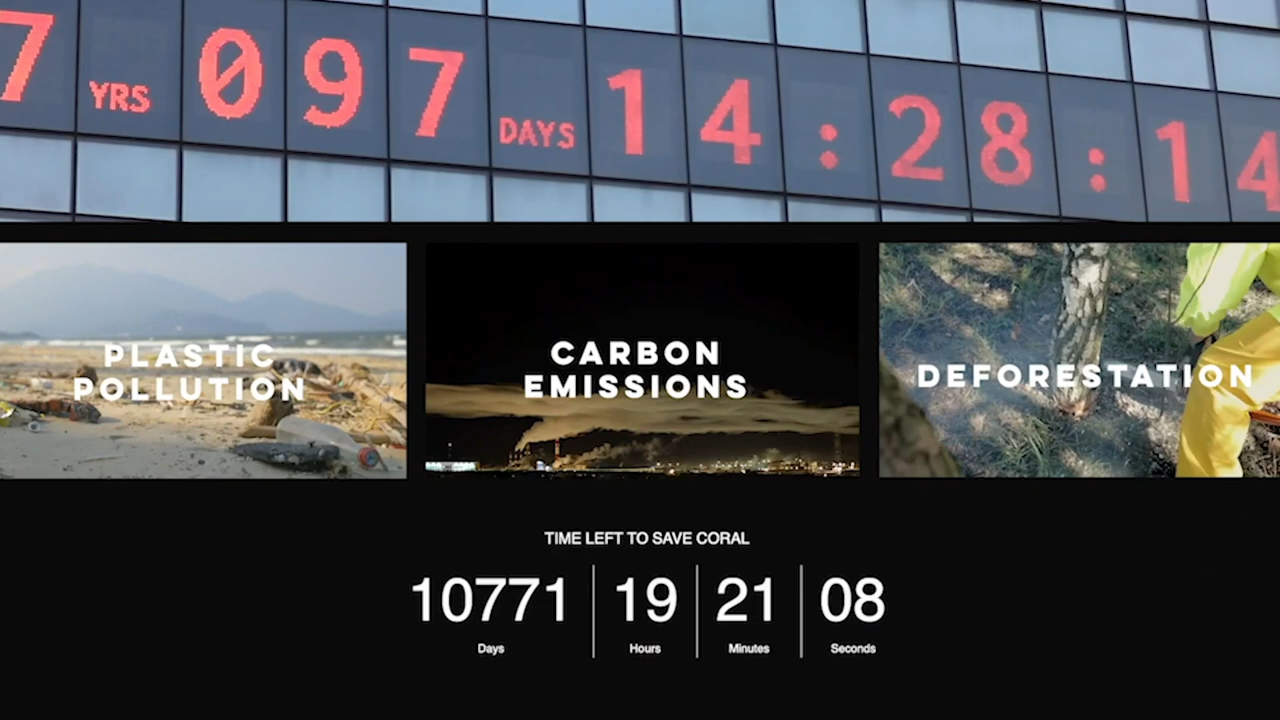 7 YRS 097 DAYS 14:28:14
PLASTIC
POLLUTION
CARBON
EMISSIONS
DEFORESTATION
TIME LEFT TO SAVE CORAL
10771 19 21 08
Days Hours Minutes Seconds